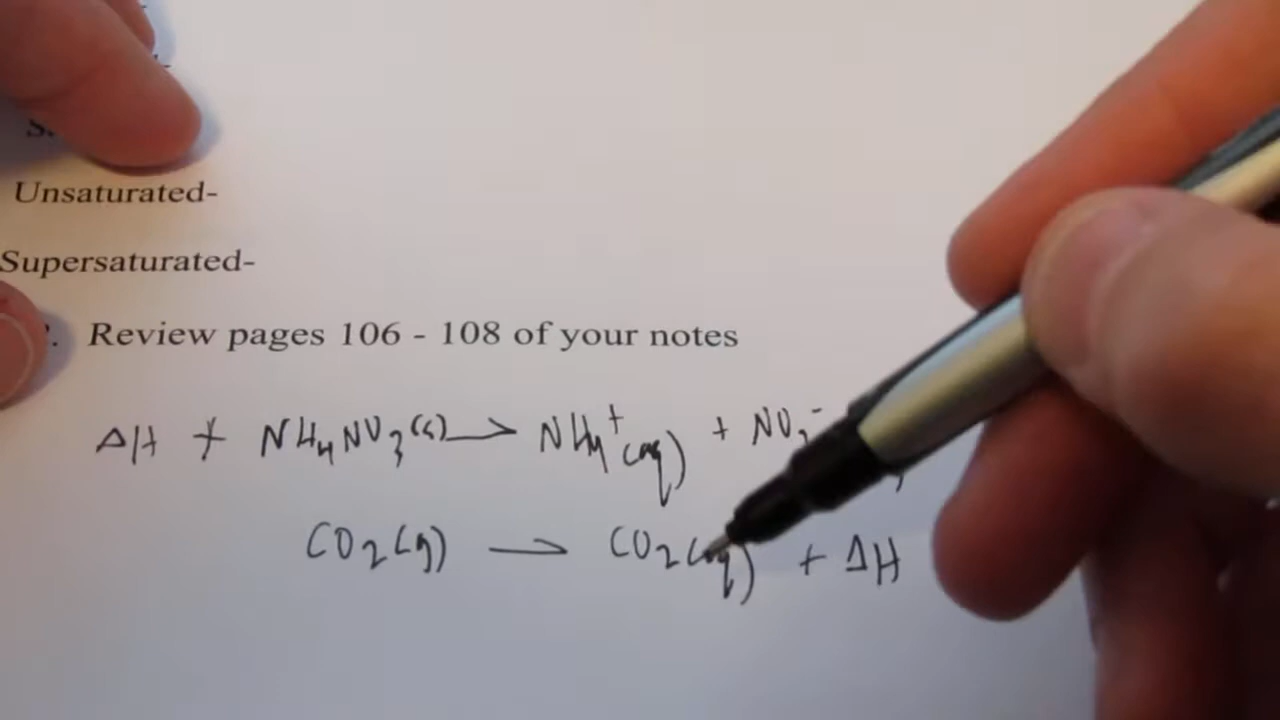 Unsaturated-
Supersaturated-
Review pages 106 - 108 of your notes
ΔH + NH₄NO₃(s) → NH₄⁺(aq) + NO₃⁻
CO₂(g) → CO₂(aq) + ΔH